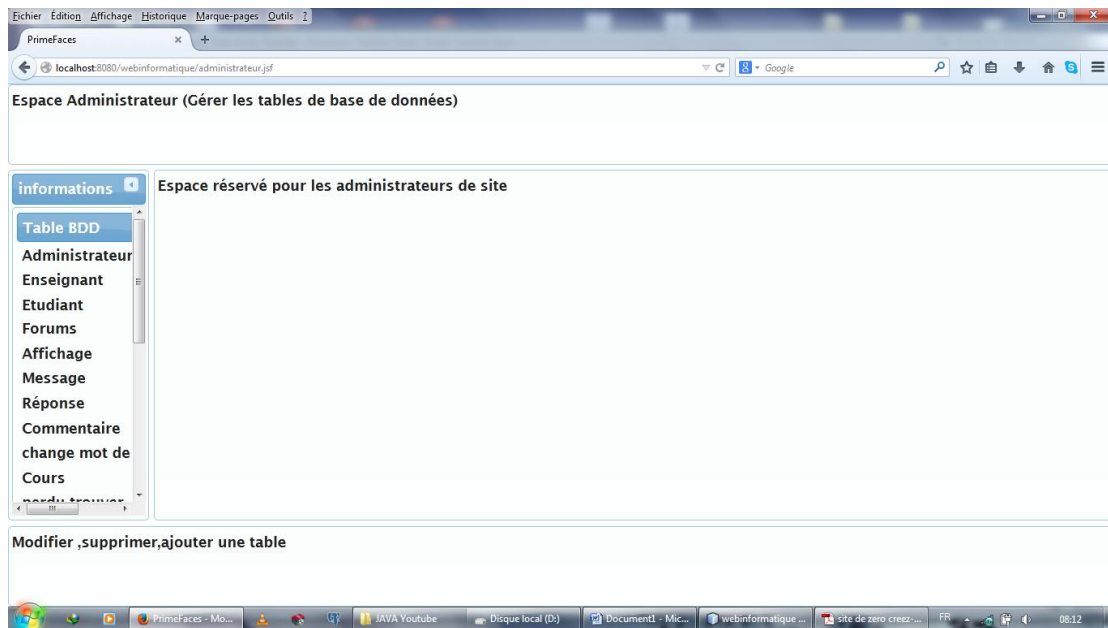 Fichier Édition Affichage Historique Marque-pages Outils ?
PrimeFaces × +
localhost:8080/webinformatique/administrateur.jsf
Google
Espace Administrateur (Gérer les tables de base de données)
informations
Espace réservé pour les administrateurs de site
Table BDD
Administrateur
Enseignant
Etudiant
Forums
Affichage
Message
Réponse
Commentaire
change mot de
Cours
perdu trouver
Modifier ,supprimer,ajouter une table
PrimeFaces - Mo...
JAVA Youtube
Disque local (D:)
Document1 - Mic...
webinformatique ...
site de zero creez-...
FR
08:12